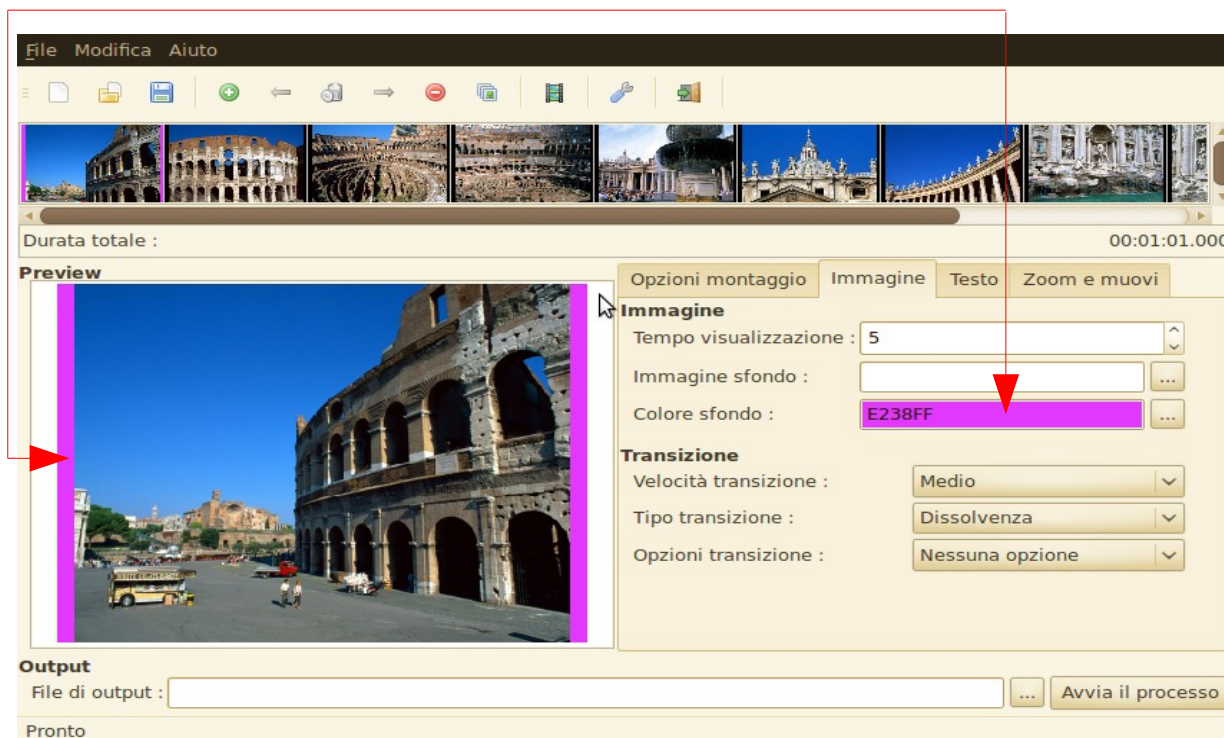 File Modifica Aiuto
Durata totale : 00:01:01.000
Preview
Opzioni montaggio Immagine Testo Zoom e muovi
Immagine
Tempo visualizzazione : 5
Immagine sfondo : ...
Colore sfondo : E238FF ...
Transizione
Velocità transizione : Medio
Tipo transizione : Dissolvenza
Opzioni transizione : Nessuna opzione
Output
File di output : ... Avvia il processo
Pronto